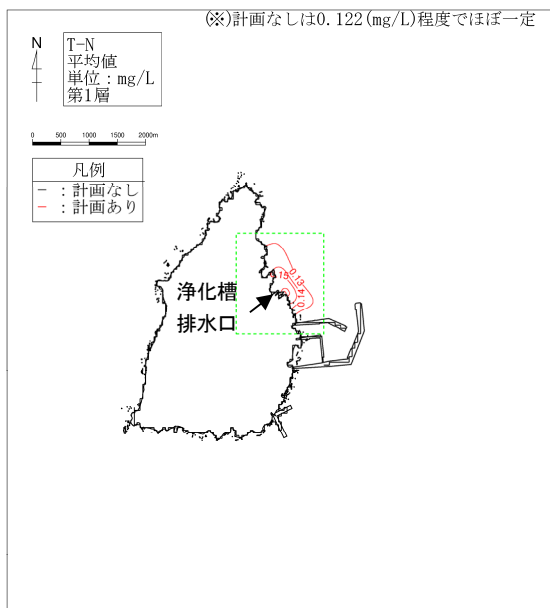 (※)計画なしは0.122(mg/L)程度でほぼ一定
N
T-N
平均値
単位：mg/L
第1層
0 500 1000 1500 2000m
凡例
－ ：計画なし
－ ：計画あり
0.13
0.15
0.14
浄化槽
排水口